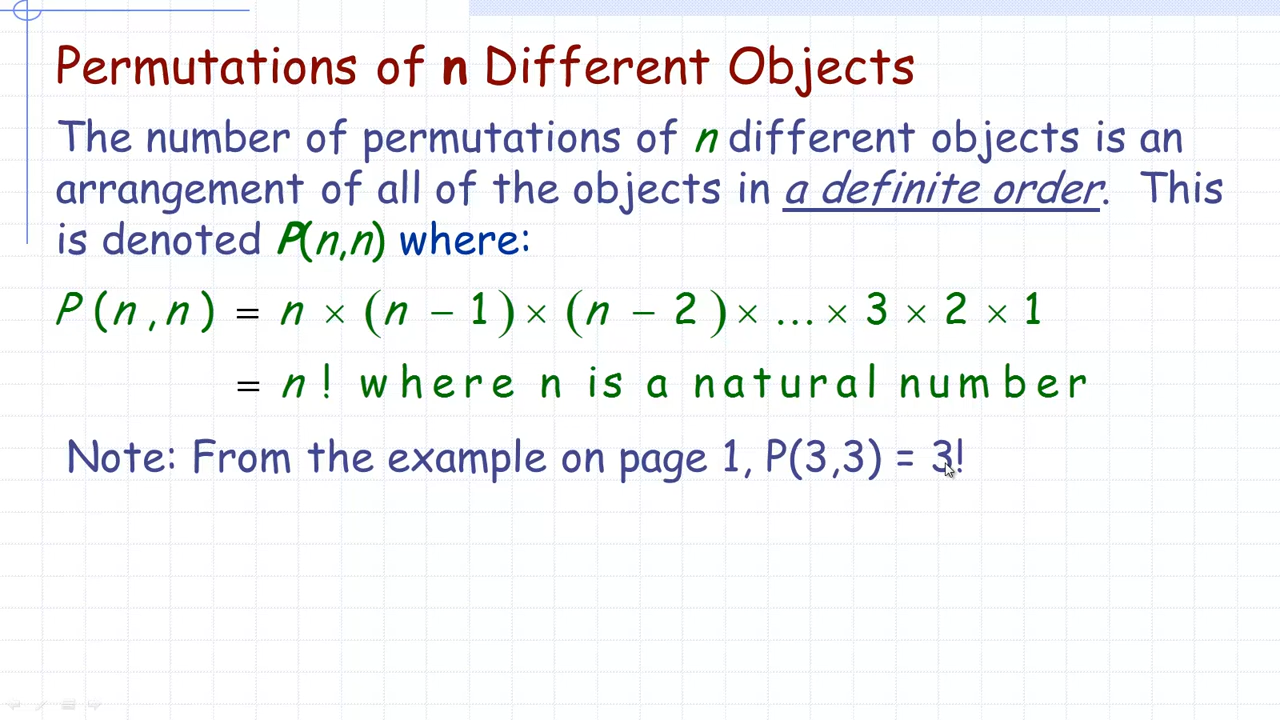 Permutations of n Different Objects
The number of permutations of n different objects is an
arrangement of all of the objects in a definite order. This
is denoted P(n,n) where:
P(n,n) = n × (n − 1) × (n − 2) × ... × 3 × 2 × 1
= n! where n is a natural number
Note: From the example on page 1, P(3,3) = 3!